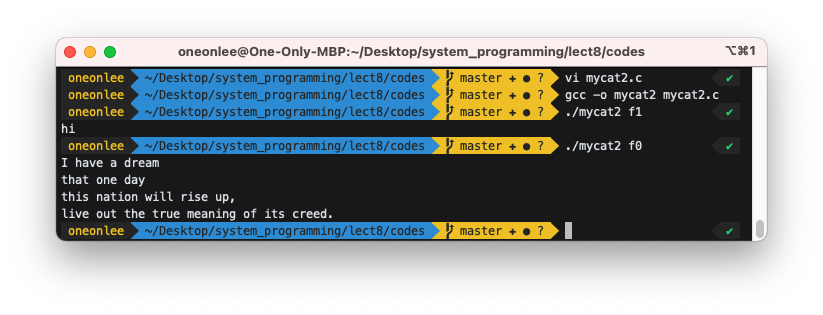 oneonlee@One-Only-MBP:~/Desktop/system_programming/lect8/codes ⌥⌘1
oneonlee ~/Desktop/system_programming/lect8/codes master + ● ? vi mycat2.c ✔
oneonlee ~/Desktop/system_programming/lect8/codes master + ● ? gcc -o mycat2 mycat2.c
oneonlee ~/Desktop/system_programming/lect8/codes master + ● ? ./mycat2 f1 ✔
hi
oneonlee ~/Desktop/system_programming/lect8/codes master + ● ? ./mycat2 f0 ✔
I have a dream
that one day
this nation will rise up,
live out the true meaning of its creed.
oneonlee ~/Desktop/system_programming/lect8/codes master + ● ? ✔